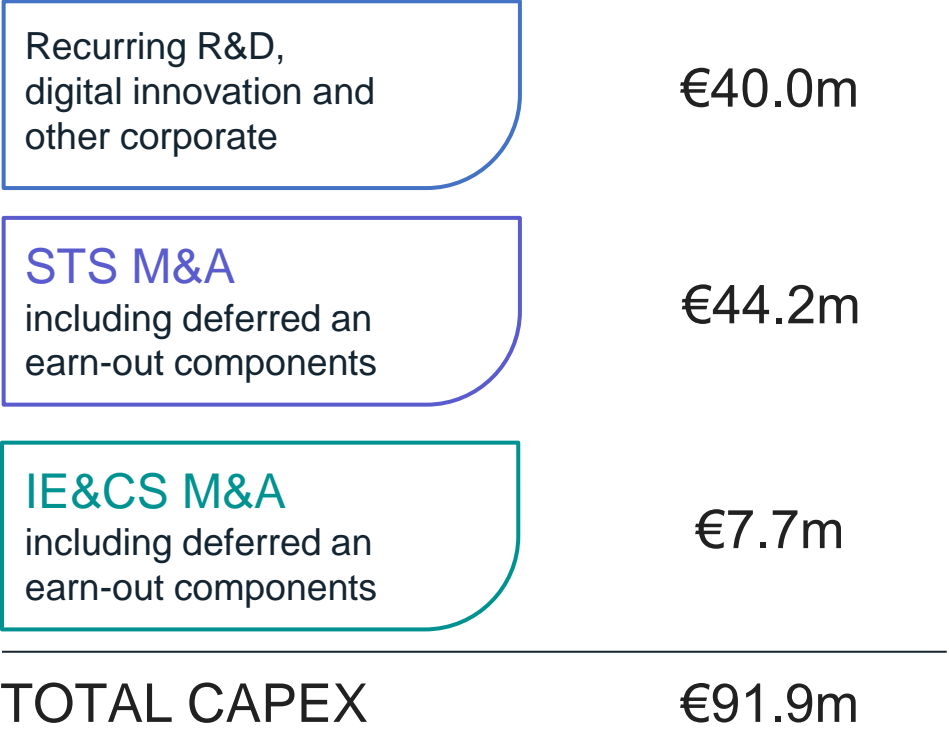 Recurring R&D,
digital innovation and
other corporate
€40.0m
STS M&A
including deferred an
earn-out components
€44.2m
IE&CS M&A
including deferred an
earn-out components
€7.7m
TOTAL CAPEX
€91.9m